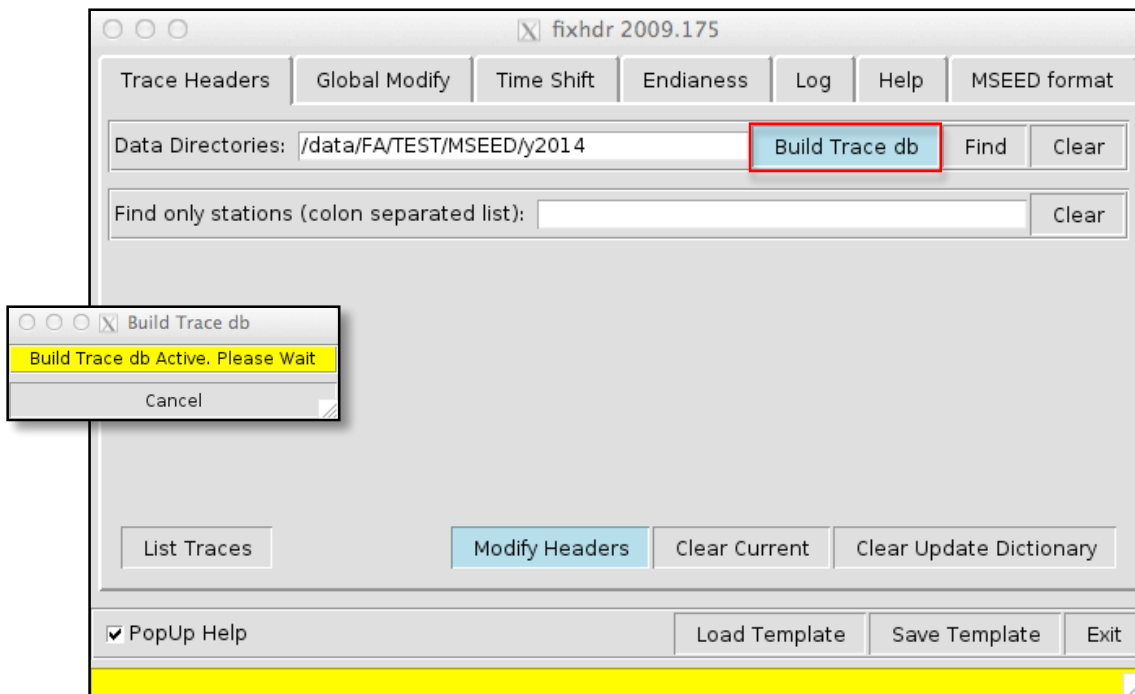 fixhdr 2009.175
Trace Headers Global Modify Time Shift Endianess Log Help MSEED format
Data Directories: /data/FA/TEST/MSEED/y2014 Build Trace db Find Clear
Find only stations (colon separated list): Clear
Build Trace db
Build Trace db Active. Please Wait
Cancel
List Traces Modify Headers Clear Current Clear Update Dictionary
PopUp Help Load Template Save Template Exit